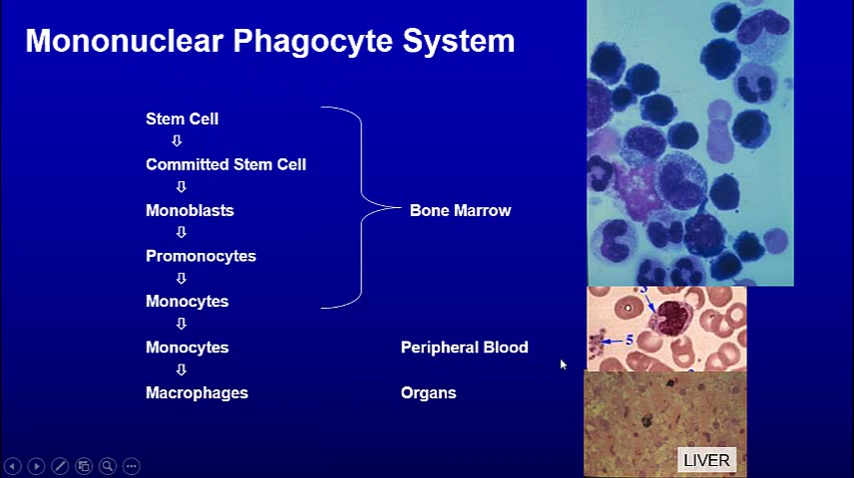 Mononuclear Phagocyte System
Stem Cell
Committed Stem Cell
Monoblasts
Bone Marrow
Promonocytes
Monocytes
Monocytes Peripheral Blood
Macrophages Organs
3
5
LIVER